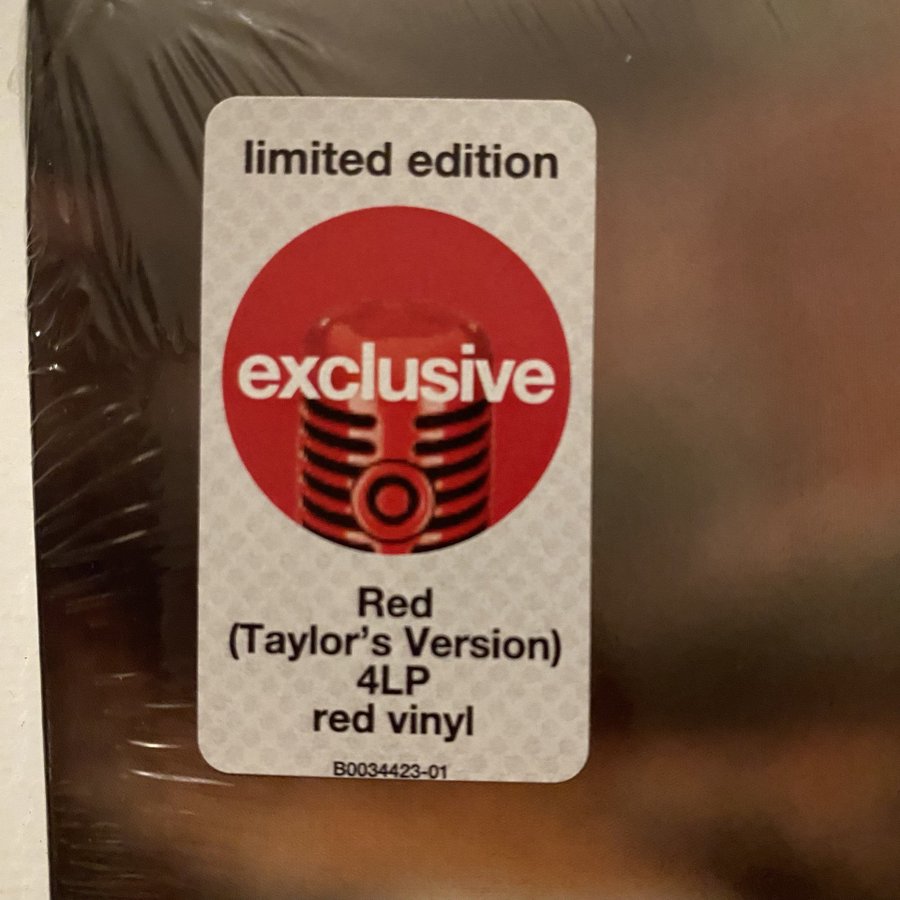 limited edition
exclusive
Red
(Taylor's Version)
4LP
red vinyl
B0034423-01